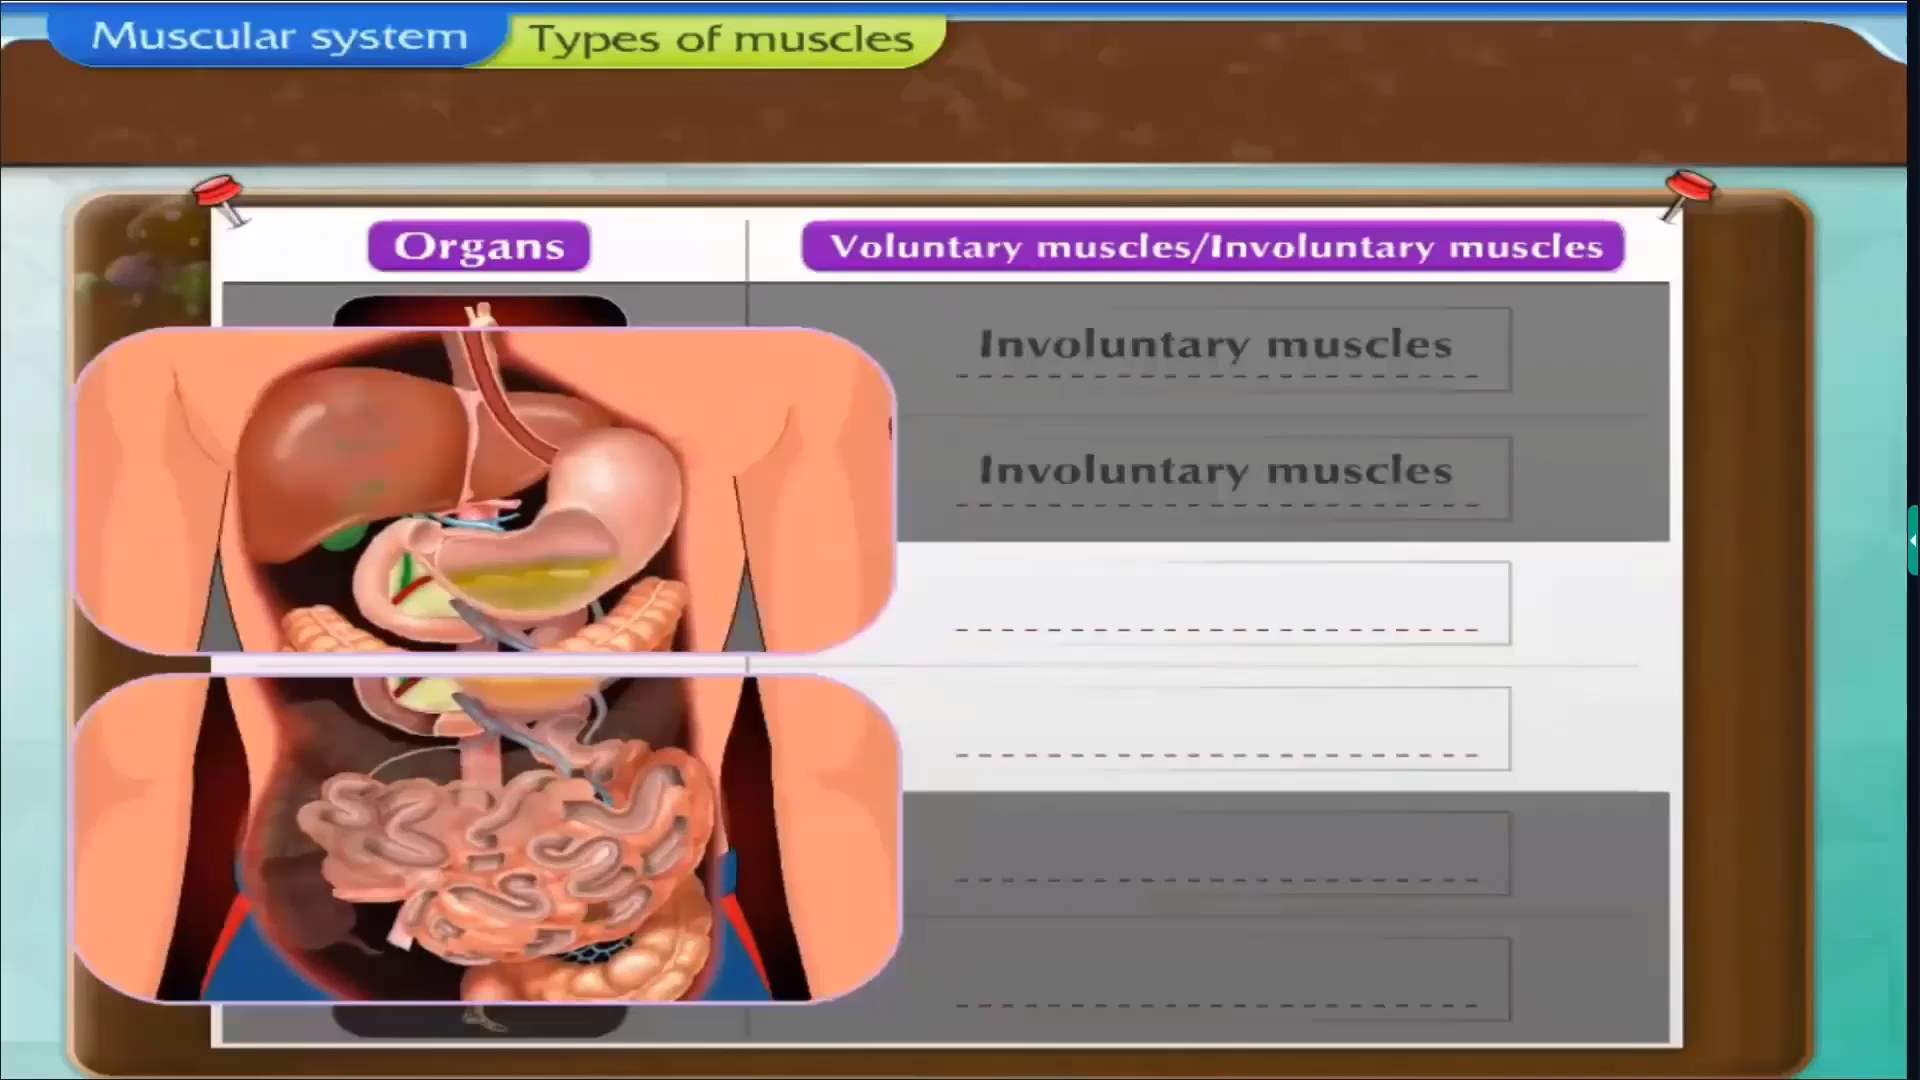 Muscular system
Types of muscles
Organs
Voluntary muscles/Involuntary muscles
Involuntary muscles
Involuntary muscles